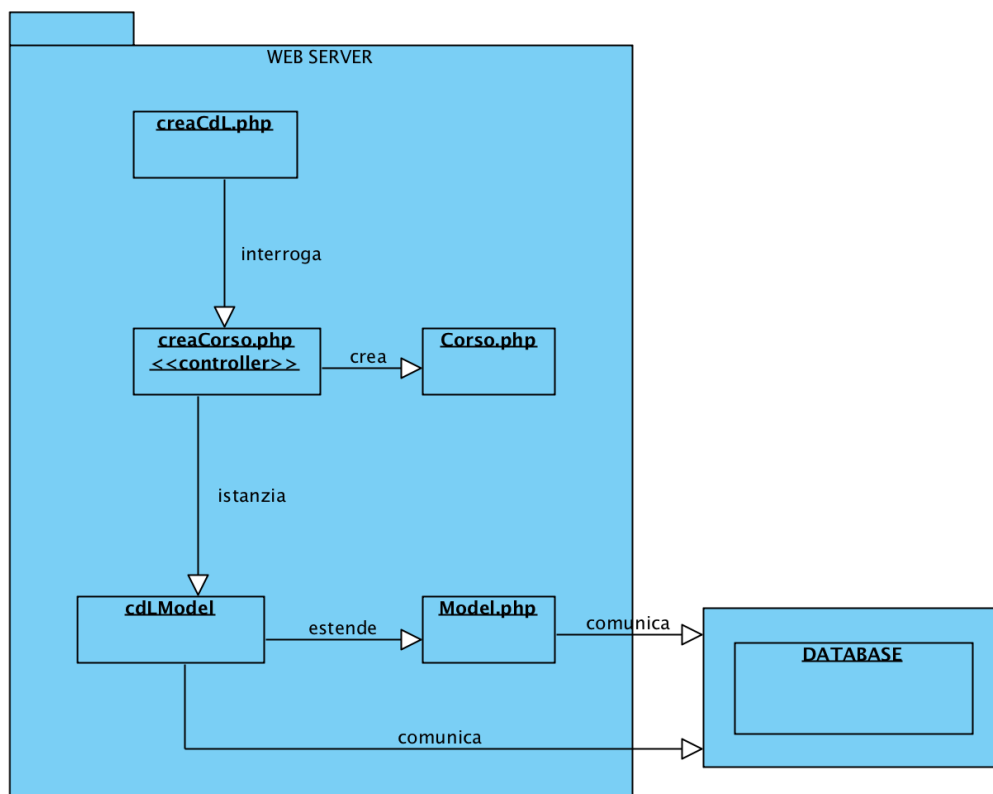 WEB SERVER
creaCdL.php
interroga
creaCorso.php
<<controller>>
crea
Corso.php
istanzia
cdLModel
estende
Model.php
comunica
DATABASE
comunica